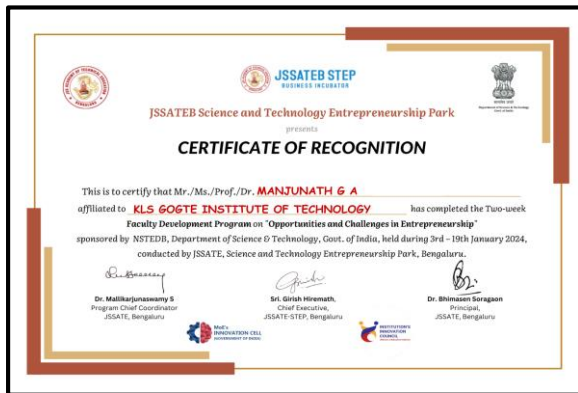 JSSATEB STEP
BUSINESS INCUBATOR
JSSATEB Science and Technology Entrepreneurship Park
presents
CERTIFICATE OF RECOGNITION
This is to certify that Mr./Ms./Prof./Dr. MANJUNATH G A
affiliated to KLS GOGTE INSTITUTE OF TECHNOLOGY has completed the Two-week
Faculty Development Program on "Opportunities and Challenges in Entrepreneurship"
sponsored by NSTEDB, Department of Science & Technology, Govt. of India, held during 3rd - 19th January 2024,
conducted by JSSATE, Science and Technology Entrepreneurship Park, Bengaluru.
Dr. Mallikarjunaswamy S
Program Chief Coordinator
JSSATE, Bengaluru
Sri. Girish Hiremath,
Chief Executive,
JSSATE-STEP, Bengaluru
Dr. Bhimasen Soragaon
Principal,
JSSATE, Bengaluru
MoE's
INNOVATION CELL
GOVERNMENT OF INDIA
INSTITUTION'S
INNOVATION
COUNCIL